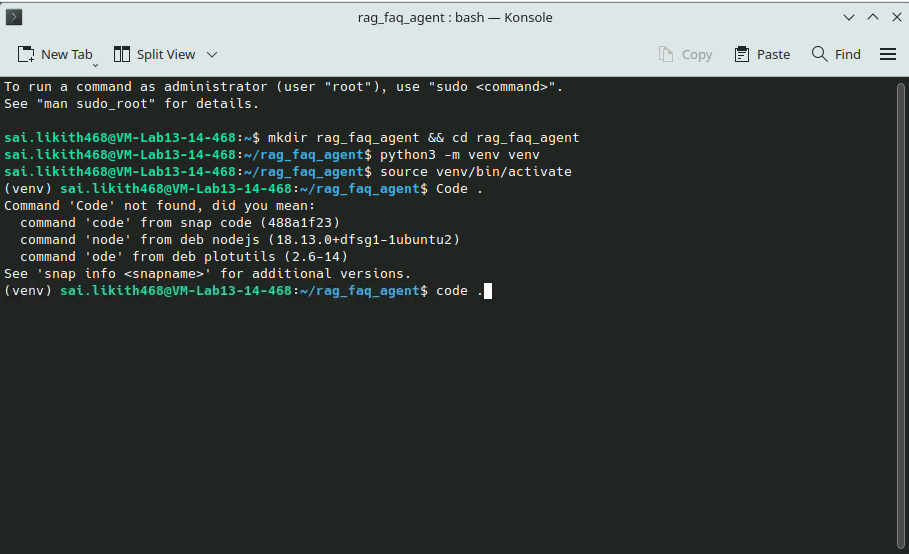 rag_faq_agent : bash — Konsole
New Tab Split View Copy Paste Find
To run a command as administrator (user "root"), use "sudo <command>".
See "man sudo_root" for details.
sai.likith468@VM-Lab13-14-468:~$ mkdir rag_faq_agent && cd rag_faq_agent
sai.likith468@VM-Lab13-14-468:~/rag_faq_agent$ python3 -m venv venv
sai.likith468@VM-Lab13-14-468:~/rag_faq_agent$ source venv/bin/activate
(venv) sai.likith468@VM-Lab13-14-468:~/rag_faq_agent$ Code .
Command 'Code' not found, did you mean:
  command 'code' from snap code (488a1f23)
  command 'node' from deb nodejs (18.13.0+dfsg1-1ubuntu2)
  command 'ode' from deb plotutils (2.6-14)
See 'snap info <snapname>' for additional versions.
(venv) sai.likith468@VM-Lab13-14-468:~/rag_faq_agent$ code .